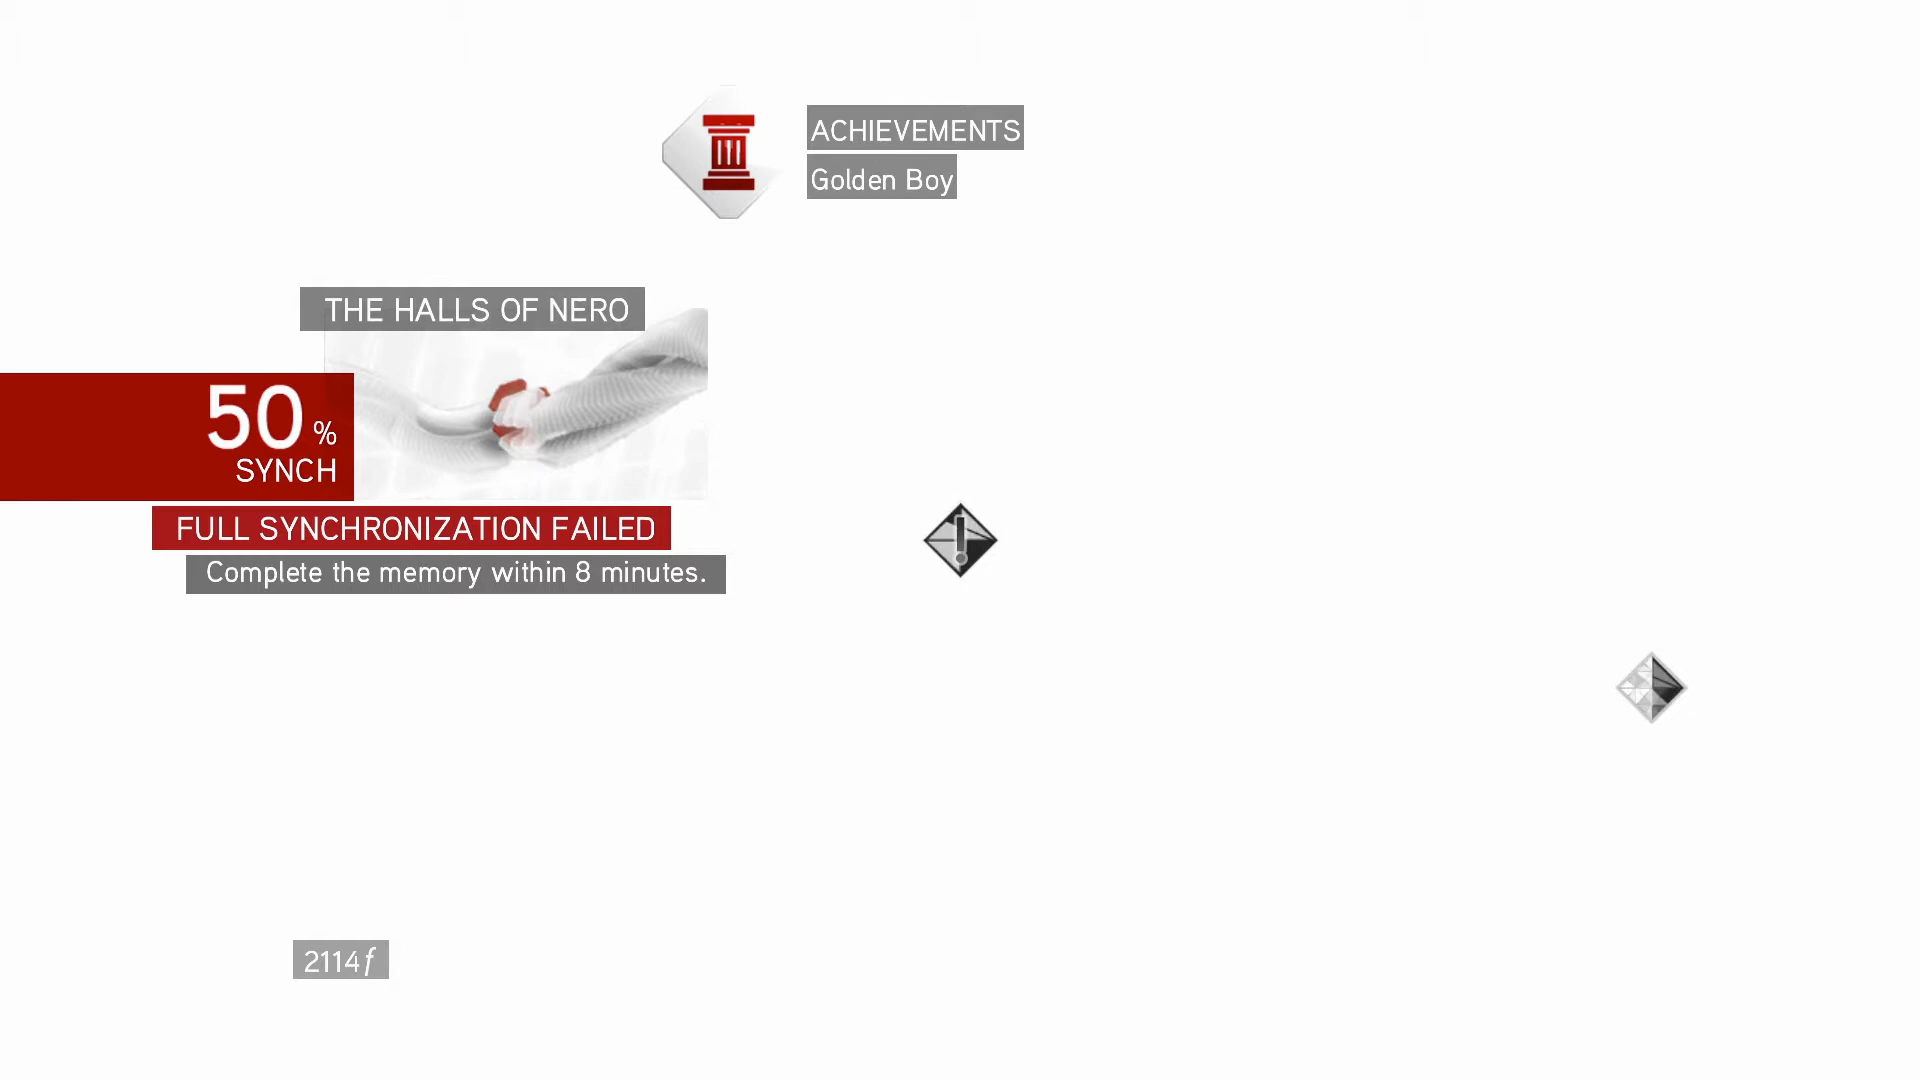 ACHIEVEMENTS
Golden Boy
THE HALLS OF NERO
50 %
SYNCH
FULL SYNCHRONIZATION FAILED
Complete the memory within 8 minutes.
2114ƒ